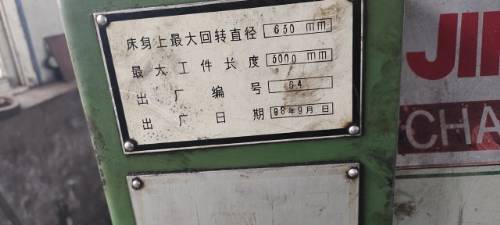 床身上最大回转直径 630 mm
最大工件长度 3000 mm
出厂编号 64
出厂日期 98年9月 日
JI
CHA